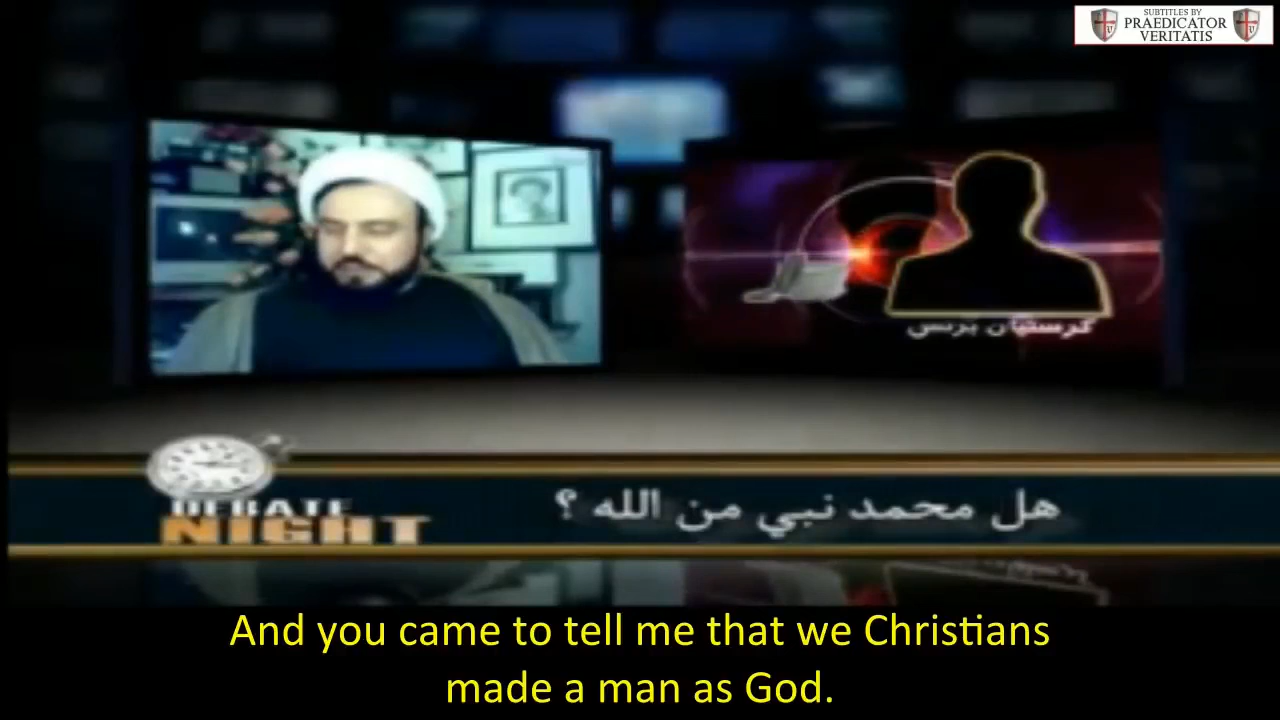 SUBTITLES BY
PRAEDICATOR
VERITATIS
كرستيان برنس
DEBATE
NIGHT
هل محمد نبي من الله ؟
And you came to tell me that we Christians
made a man as God.